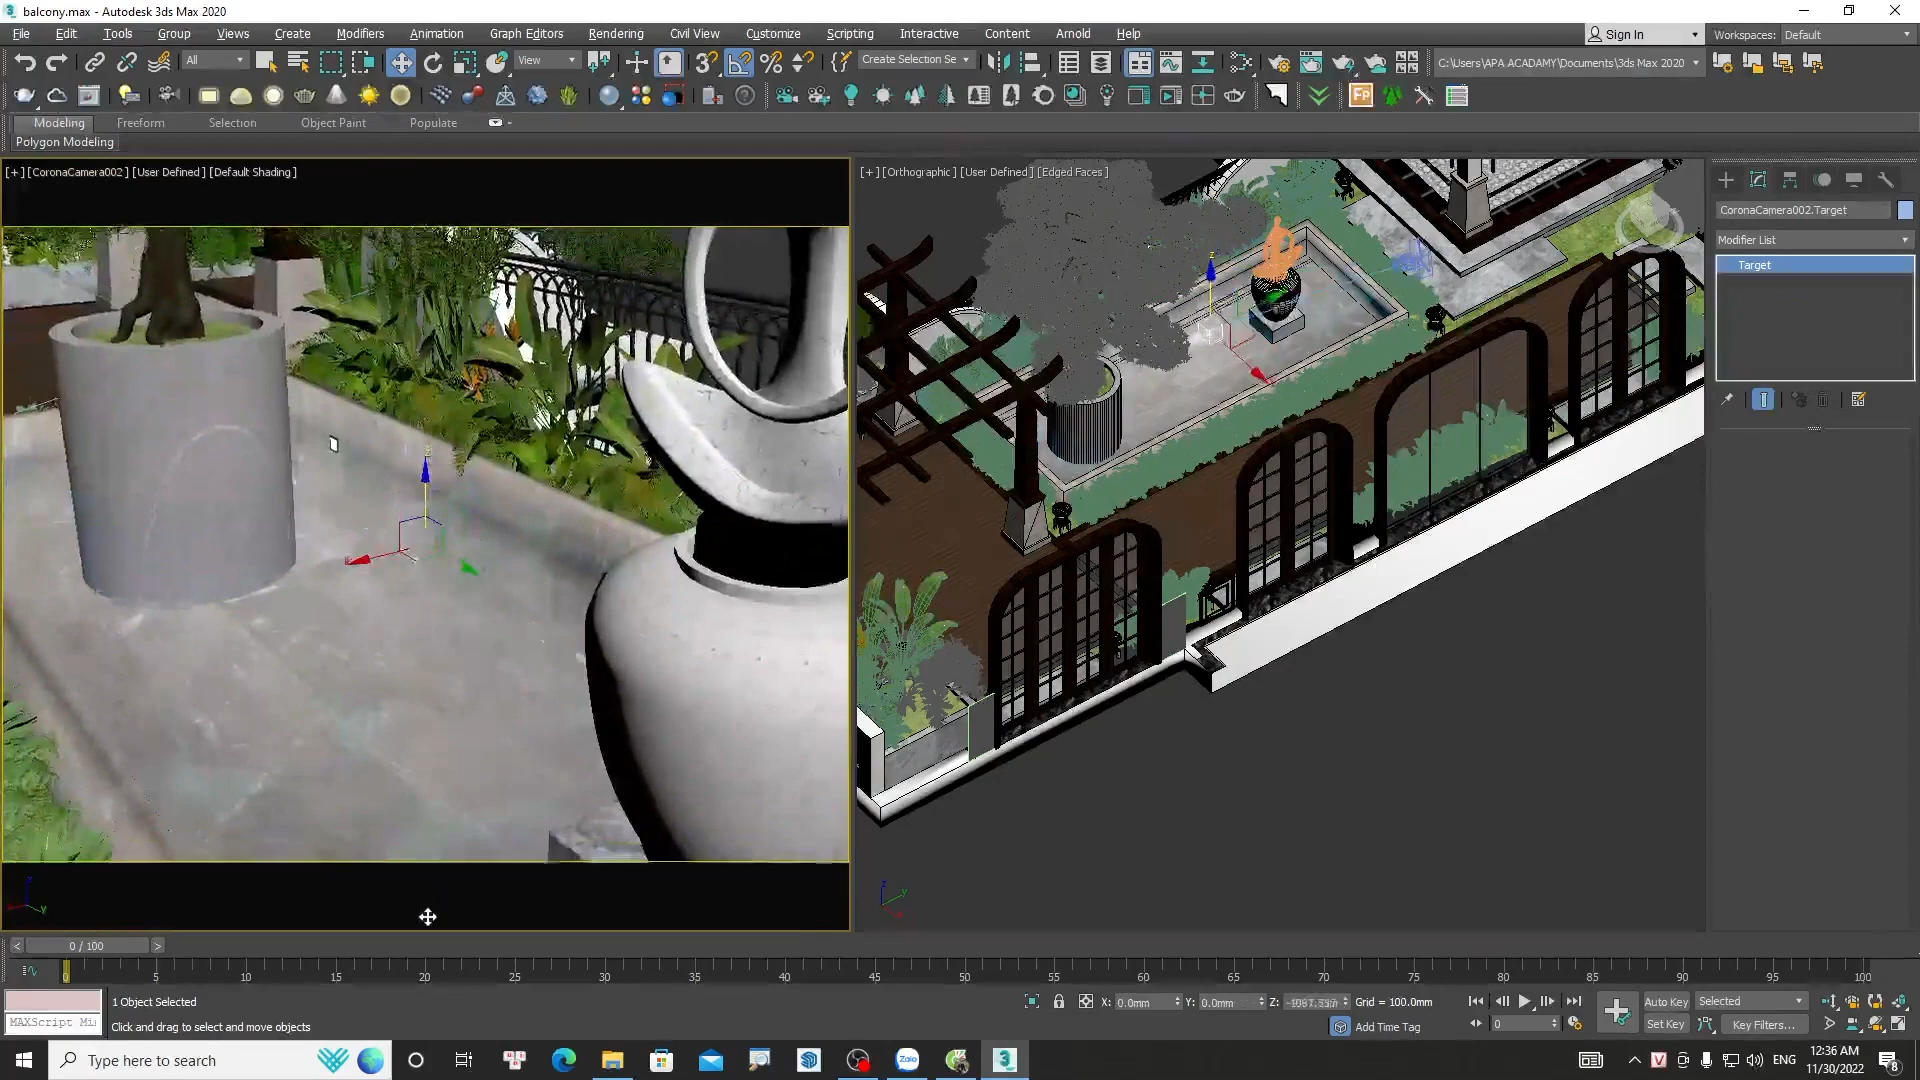 balcony.max - Autodesk 3ds Max 2020
File Edit Tools Group Views Create Modifiers Animation Graph Editors Rendering Civil View Customize Scripting Interactive Content Arnold Help Sign In Workspaces: Default
All View Create Selection Se C:\Users\APA.ACADAMY\Documents\3ds Max 2020
Modeling Freeform Selection Object Paint Populate
Polygon Modeling
[+] [CoronaCamera002] [User Defined] [Default Shading]
[+] [Orthographic] [User Defined] [Edged Faces]
CoronaCamera002.Target
Modifier List
Target
0 / 100
0 5 10 15 20 25 30 35 40 45 50 55 60 65 70 75 80 85 90 95 100
1 Object Selected X: 0.0mm Y: 0.0mm Z: Grid = 100.0mm Auto Key Selected
MAXScript Mi Click and drag to select and move objects Add Time Tag 0 Set Key Key Filters...
Type here to search Zalo ENG 12:36 AM
11/30/2022 8